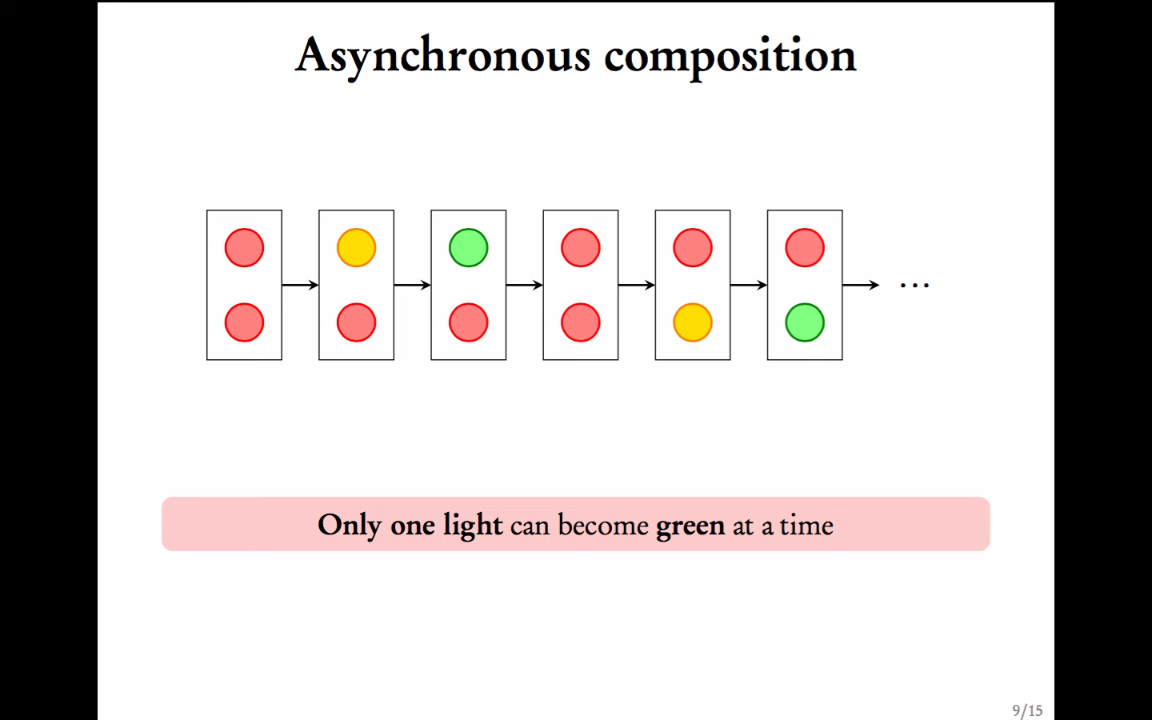 Asynchronous composition
...
Only one light can become green at a time
9/15